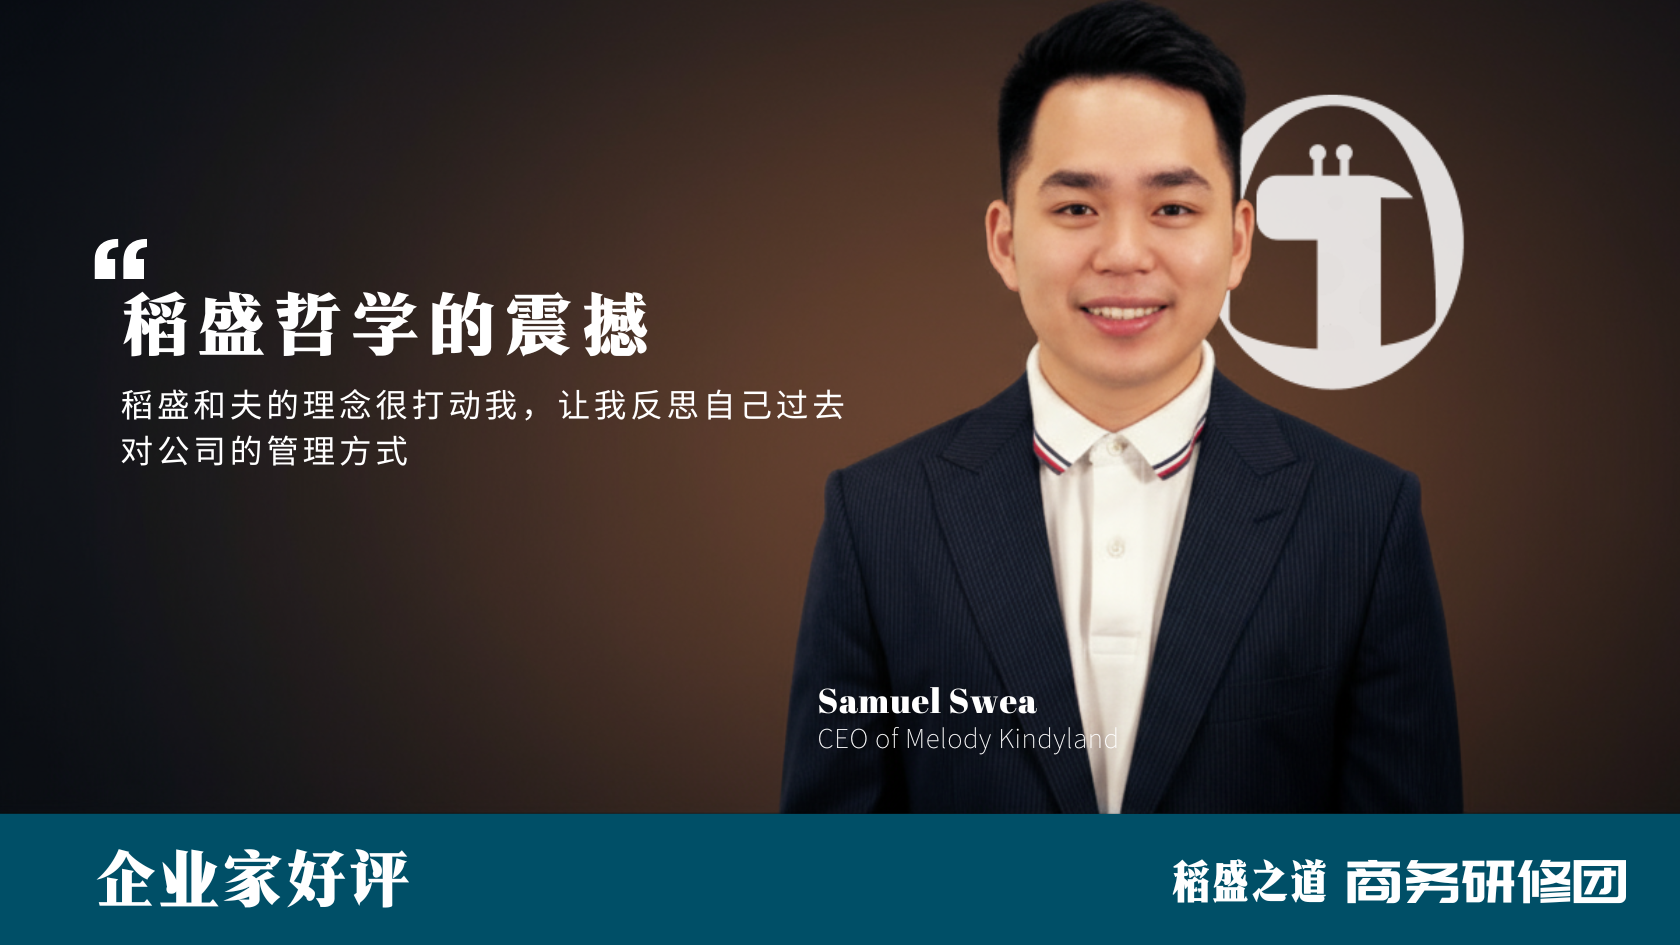 “
稻盛哲学的震撼
稻盛和夫的理念很打动我，让我反思自己过去
对公司的管理方式
Samuel Swea
CEO of Melody Kindyland
企业家好评
稻盛之道 商务研修团